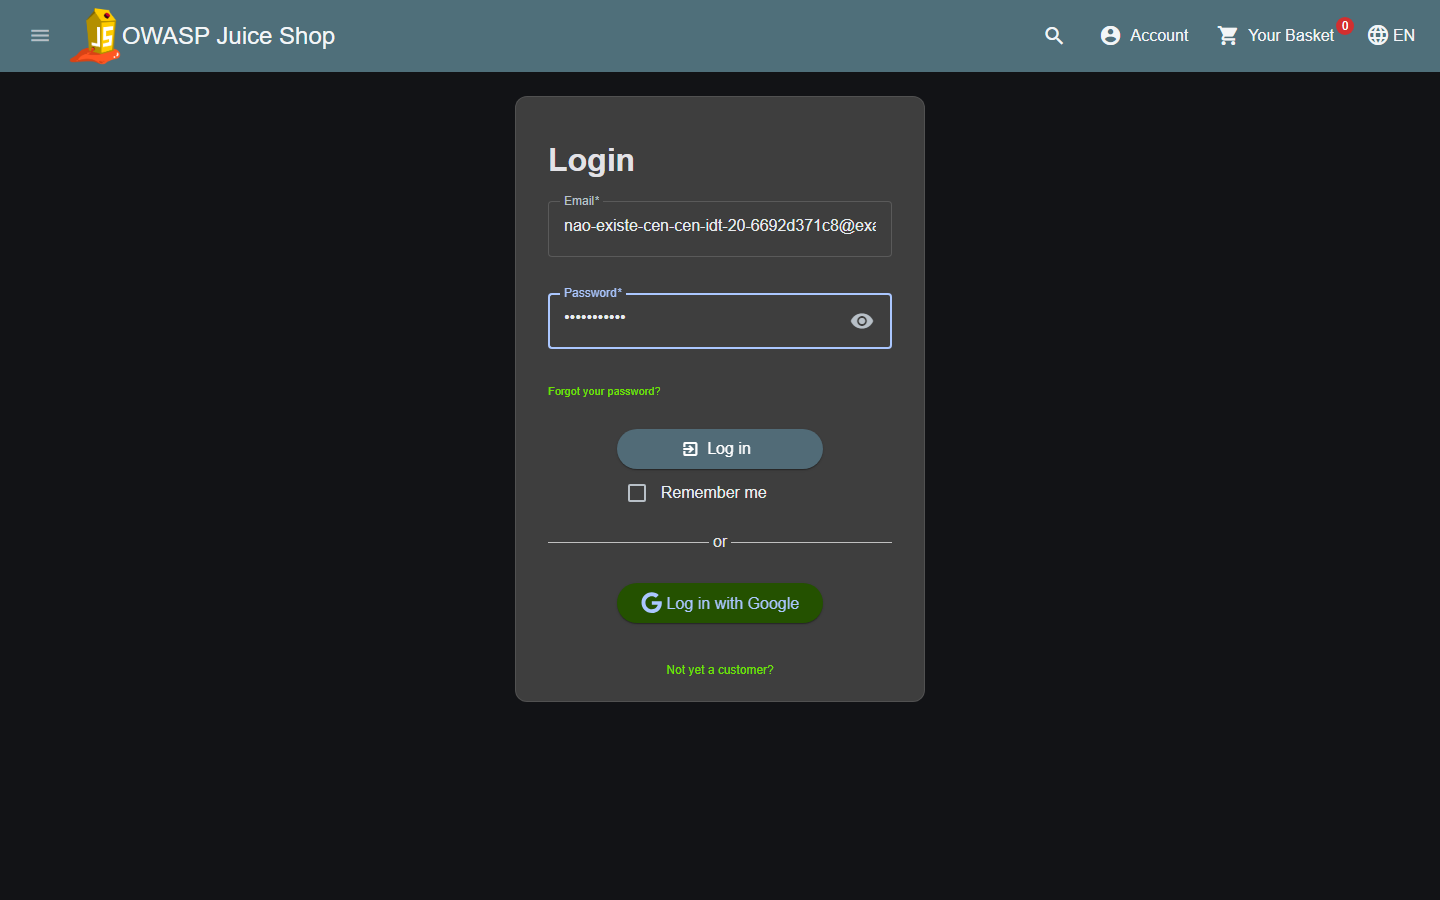 OWASP Juice Shop
Account
Your Basket
0
EN
Login
Email*
nao-existe-cen-cen-idt-20-6692d371c8@exa
Password*
•••••••••••
Forgot your password?
Log in
Remember me
or
Log in with Google
Not yet a customer?